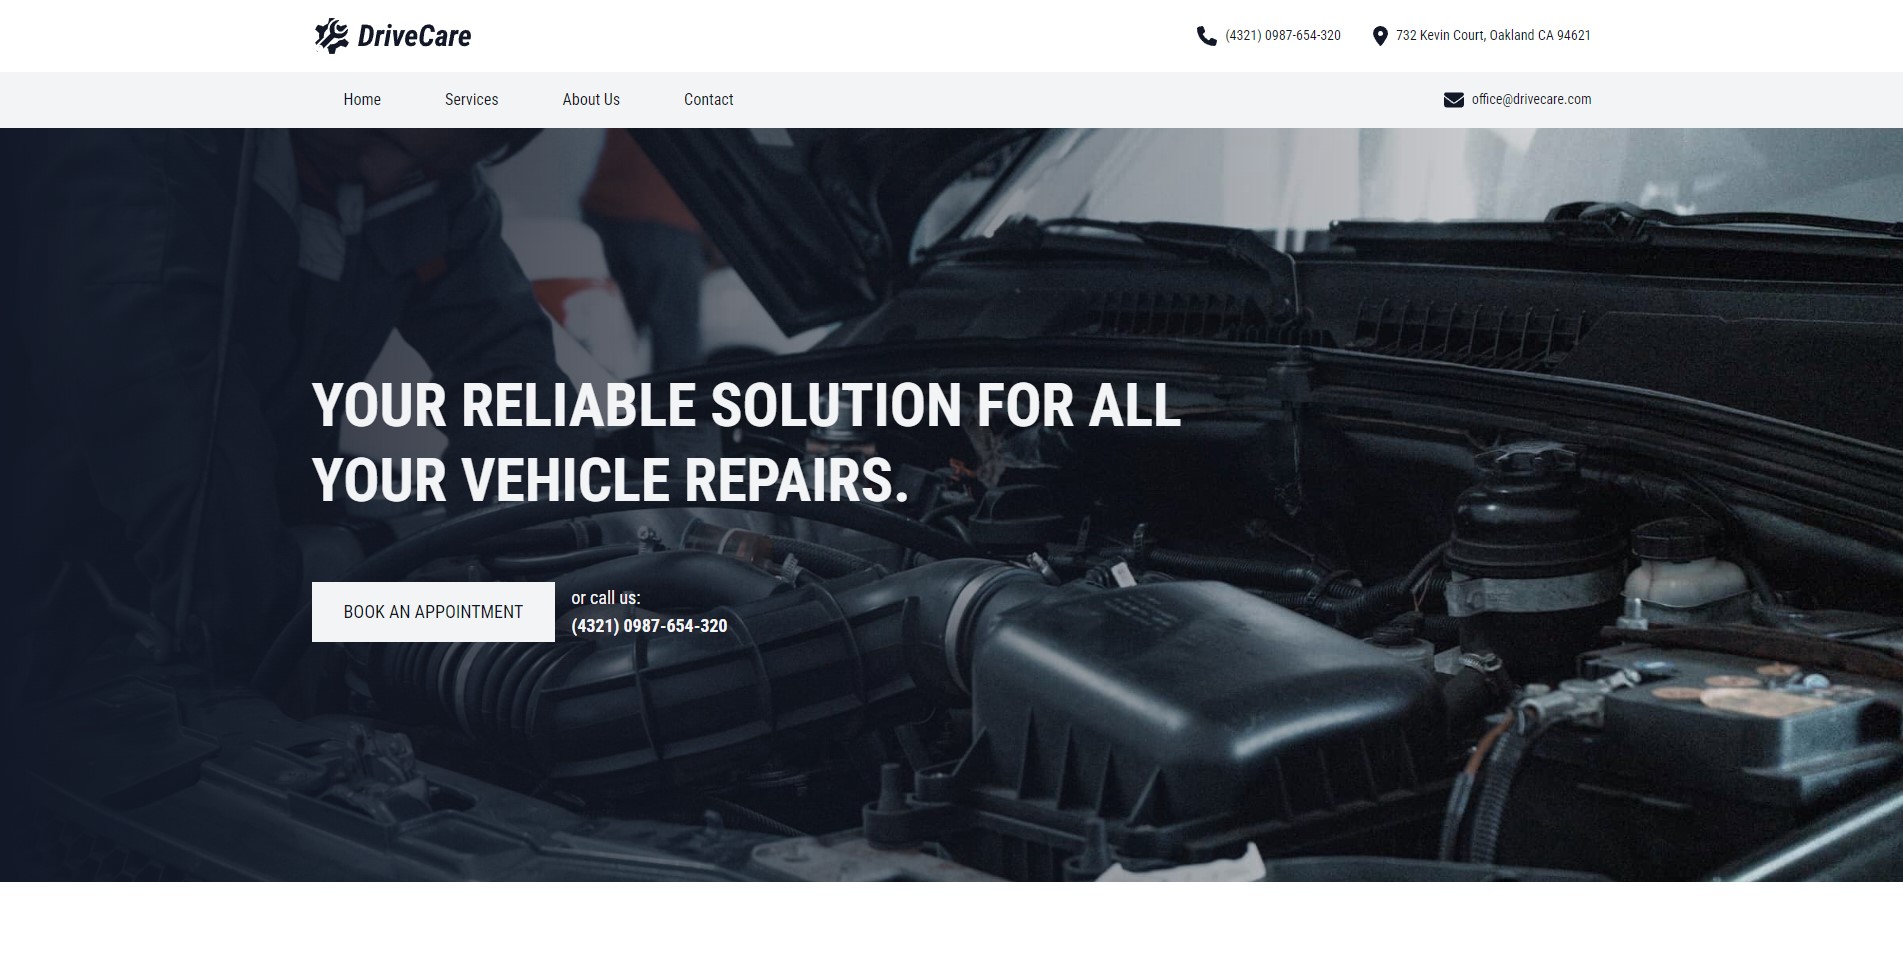 DriveCare
(4321) 0987-654-320
732 Kevin Court, Oakland CA 94621
Home
Services
About Us
Contact
office@drivecare.com
YOUR RELIABLE SOLUTION FOR ALL
YOUR VEHICLE REPAIRS.
BOOK AN APPOINTMENT
or call us:
(4321) 0987-654-320